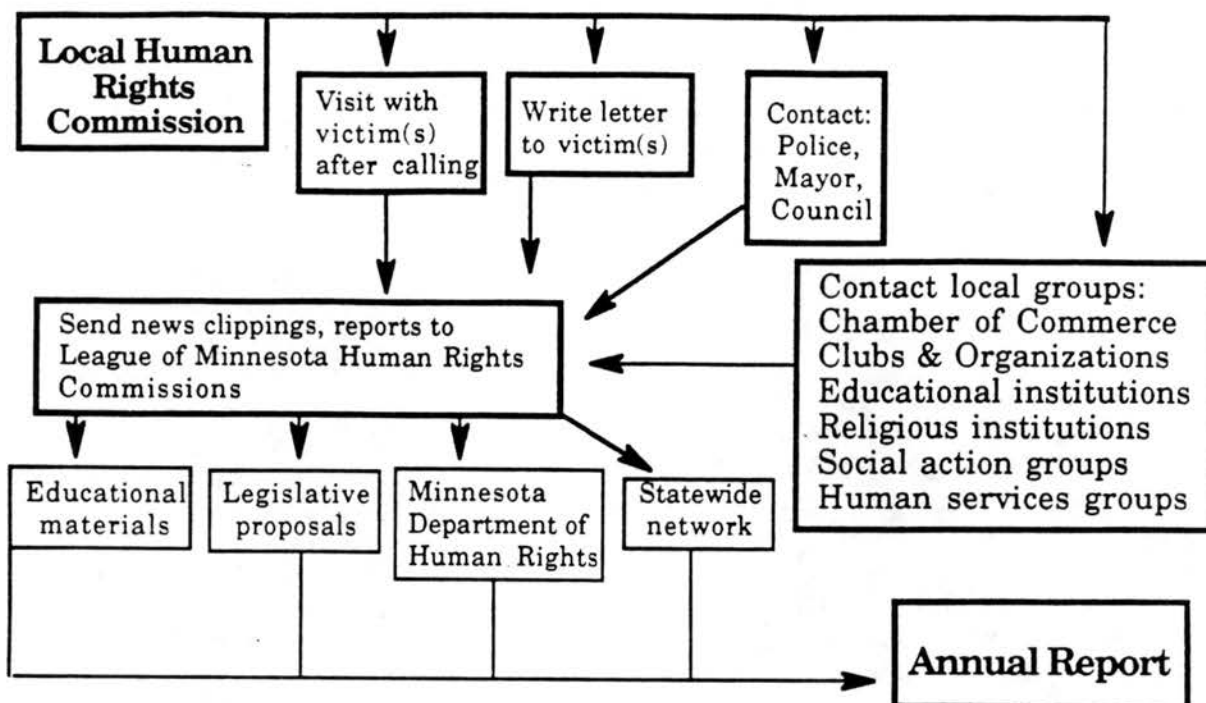 Local Human
Rights
Commission
Visit with
victim(s)
after calling
Write letter
to victim(s)
Contact:
Police,
Mayor,
Council
Contact local groups:
Chamber of Commerce
Clubs & Organizations
Educational institutions
Religious institutions
Social action groups
Human services groups
Send news clippings, reports to
League of Minnesota Human Rights
Commissions
Educational
materials
Legislative
proposals
Minnesota
Department of
Human Rights
Statewide
network
Annual Report